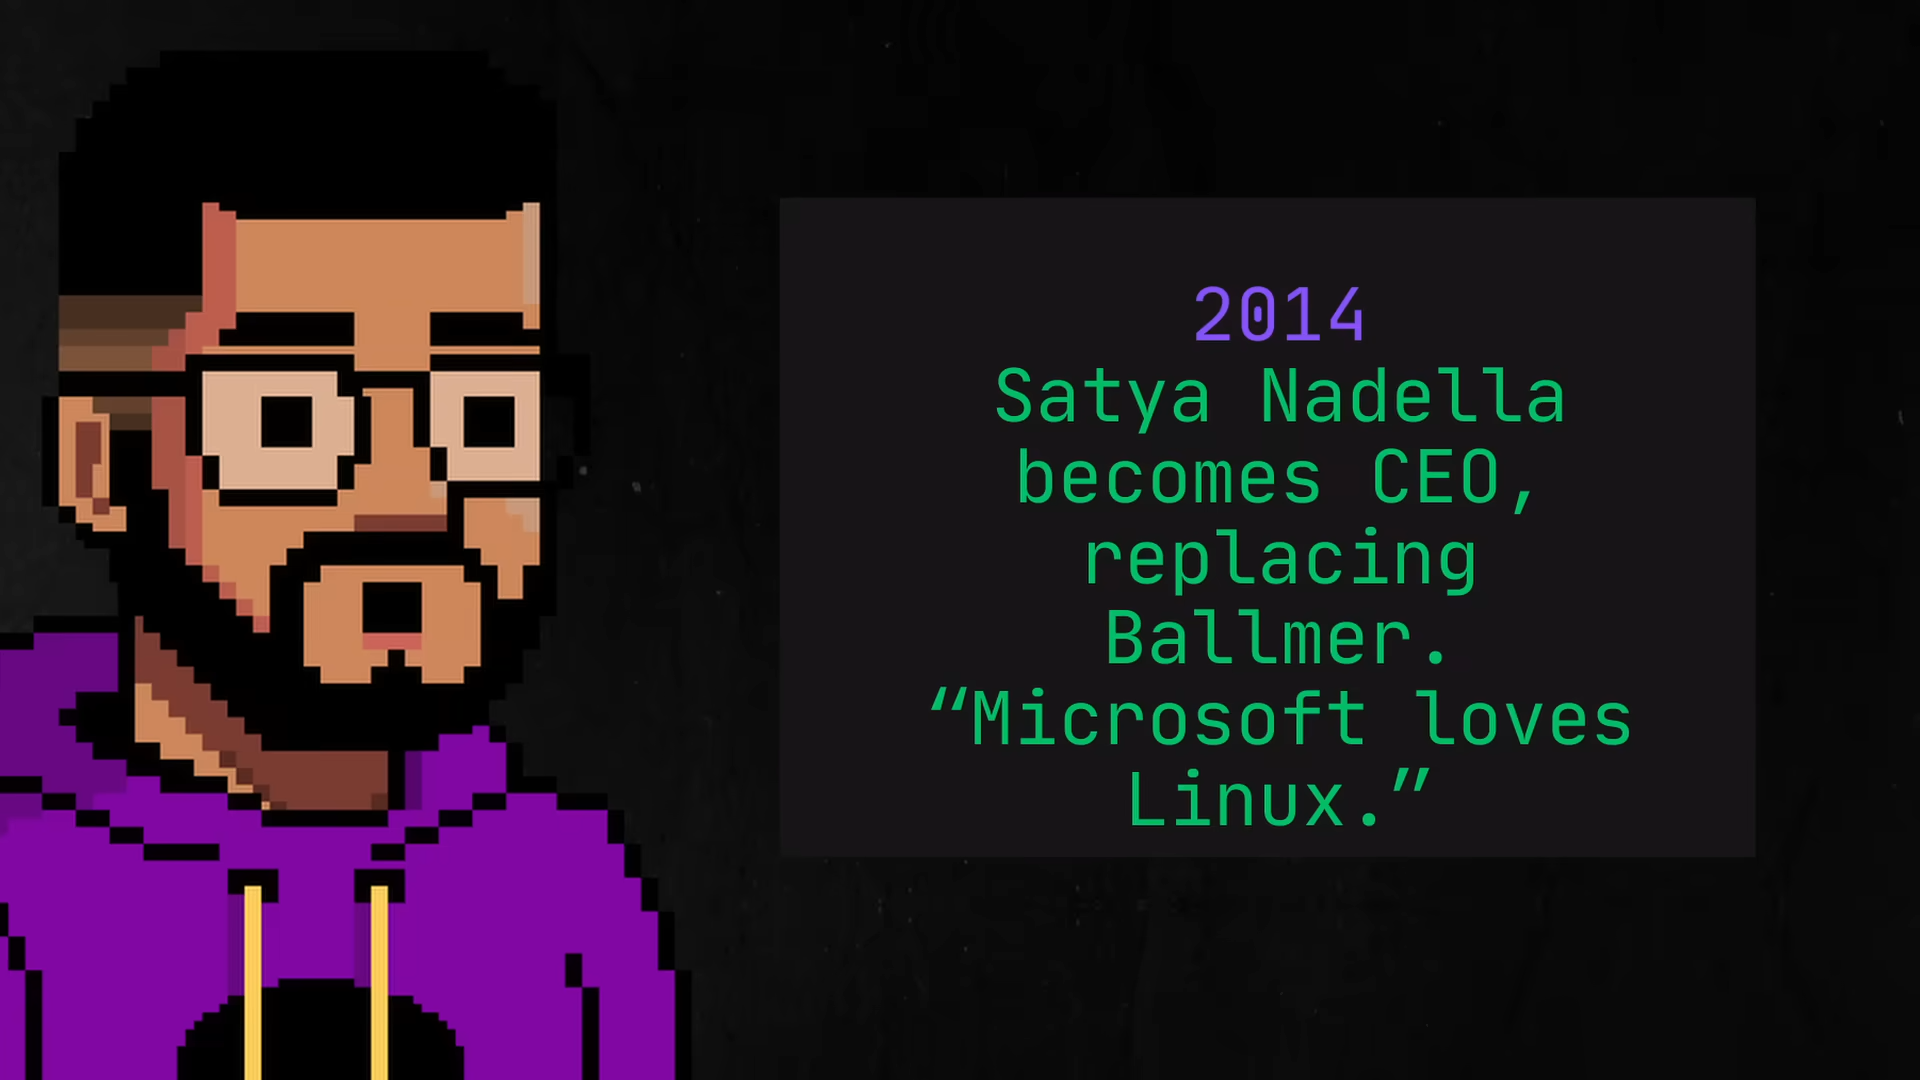 2014
Satya Nadella
becomes CEO,
replacing
Ballmer.
“Microsoft loves
Linux.”